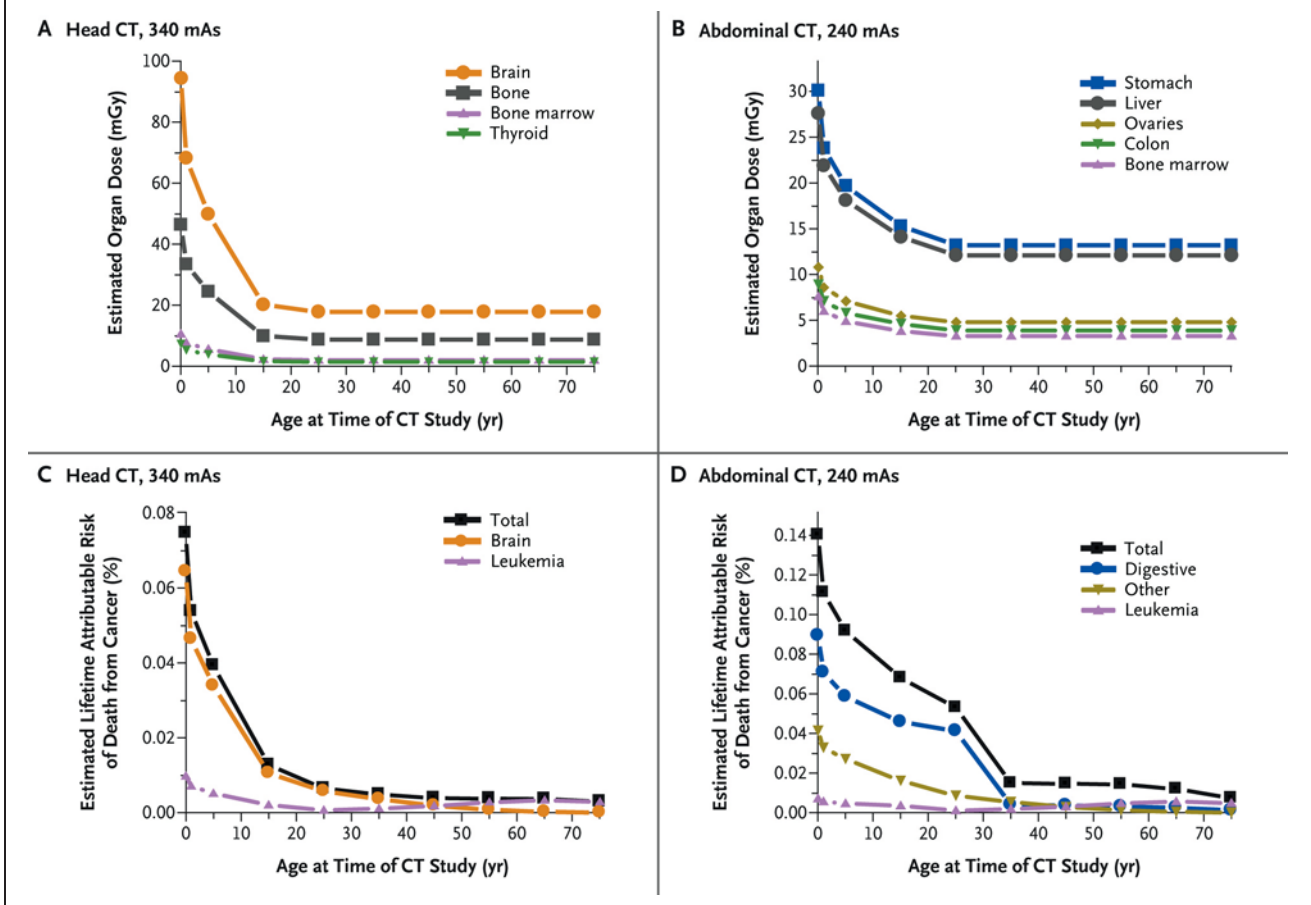 A Head CT, 340 mAs
Estimated Organ Dose (mGy)
100
80
60
40
20
0
0 10 20 30 40 50 60 70
Age at Time of CT Study (yr)
Brain
Bone
Bone marrow
Thyroid
B Abdominal CT, 240 mAs
Estimated Organ Dose (mGy)
30
25
20
15
10
5
0
0 10 20 30 40 50 60 70
Age at Time of CT Study (yr)
Stomach
Liver
Ovaries
Colon
Bone marrow
C Head CT, 340 mAs
Estimated Lifetime Attributable Risk
of Death from Cancer (%)
0.08
0.06
0.04
0.02
0.00
0 10 20 30 40 50 60 70
Age at Time of CT Study (yr)
Total
Brain
Leukemia
D Abdominal CT, 240 mAs
Estimated Lifetime Attributable Risk
of Death from Cancer (%)
0.14
0.12
0.10
0.08
0.06
0.04
0.02
0.00
0 10 20 30 40 50 60 70
Age at Time of CT Study (yr)
Total
Digestive
Other
Leukemia